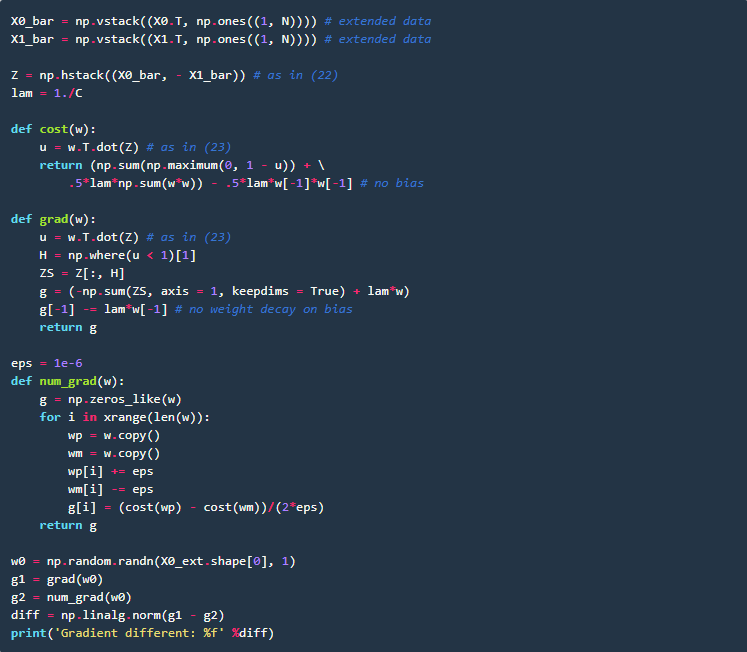 X0_bar = np.vstack((X0.T, np.ones((1, N)))) # extended data
X1_bar = np.vstack((X1.T, np.ones((1, N)))) # extended data

Z = np.hstack((X0_bar, - X1_bar)) # as in (22)
lam = 1./C

def cost(w):
    u = w.T.dot(Z) # as in (23)
    return (np.sum(np.maximum(0, 1 - u)) + \
        .5*lam*np.sum(w*w)) - .5*lam*w[-1]*w[-1] # no bias

def grad(w):
    u = w.T.dot(Z) # as in (23)
    H = np.where(u < 1)[1]
    ZS = Z[:, H]
    g = (-np.sum(ZS, axis = 1, keepdims = True) + lam*w)
    g[-1] -= lam*w[-1] # no weight decay on bias
    return g

eps = 1e-6
def num_grad(w):
    g = np.zeros_like(w)
    for i in xrange(len(w)):
        wp = w.copy()
        wm = w.copy()
        wp[i] += eps
        wm[i] -= eps
        g[i] = (cost(wp) - cost(wm))/(2*eps)
    return g

w0 = np.random.randn(X0_ext.shape[0], 1)
g1 = grad(w0)
g2 = num_grad(w0)
diff = np.linalg.norm(g1 - g2)
print('Gradient different: %f' %diff)